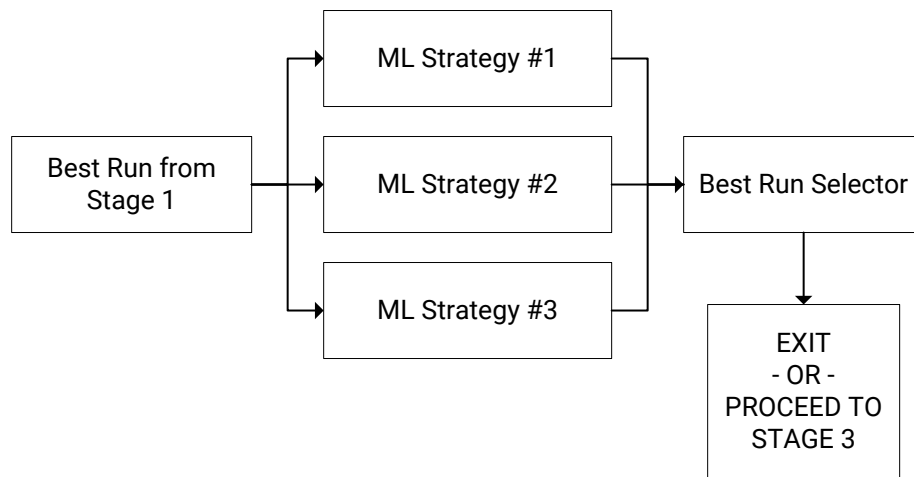 Best Run from
Stage 1
ML Strategy #1
ML Strategy #2
ML Strategy #3
Best Run Selector
EXIT
- OR -
PROCEED TO
STAGE 3